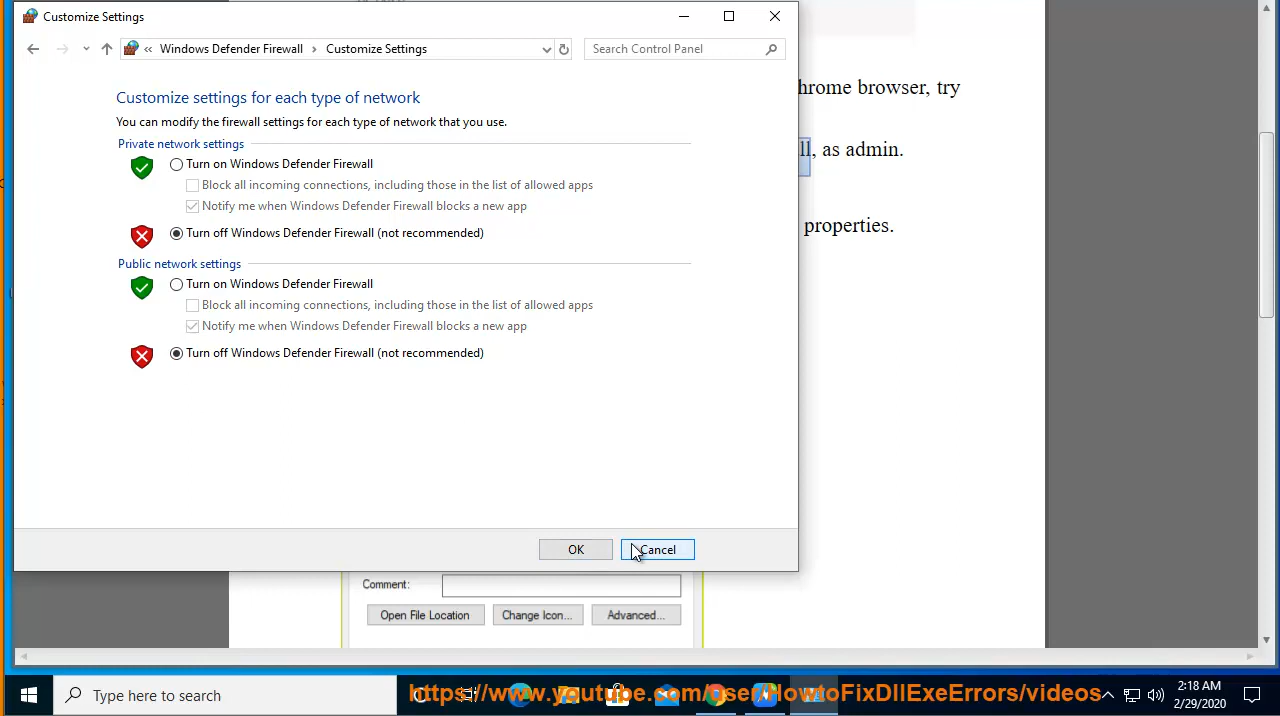 Customize Settings
« Windows Defender Firewall › Customize Settings
Search Control Panel
Customize settings for each type of network
You can modify the firewall settings for each type of network that you use.
Private network settings
Turn on Windows Defender Firewall
Block all incoming connections, including those in the list of allowed apps
Notify me when Windows Defender Firewall blocks a new app
Turn off Windows Defender Firewall (not recommended)
Public network settings
Turn on Windows Defender Firewall
Block all incoming connections, including those in the list of allowed apps
Notify me when Windows Defender Firewall blocks a new app
Turn off Windows Defender Firewall (not recommended)
OK
Cancel
hrome browser, try
ll, as admin.
properties.
Comment:
Open File Location
Change Icon...
Advanced...
Type here to search
https://www.youtupe.com/user/HowtoFixDllExeErrors/videos
2:18 AM
2/29/2020